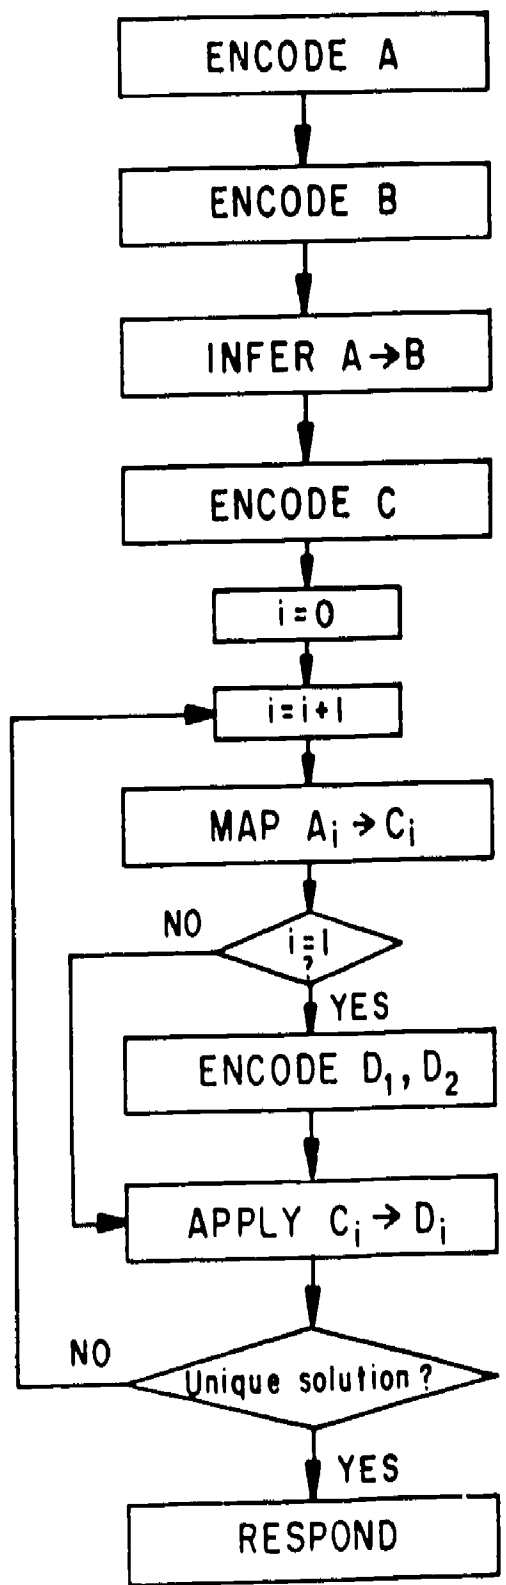 ENCODE A
ENCODE B
INFER A→B
ENCODE C
i=0
i=i+1
MAP Ai→Ci
NO
i=1
?
YES
ENCODE D1, D2
APPLY Ci→Di
NO
Unique solution?
YES
RESPOND